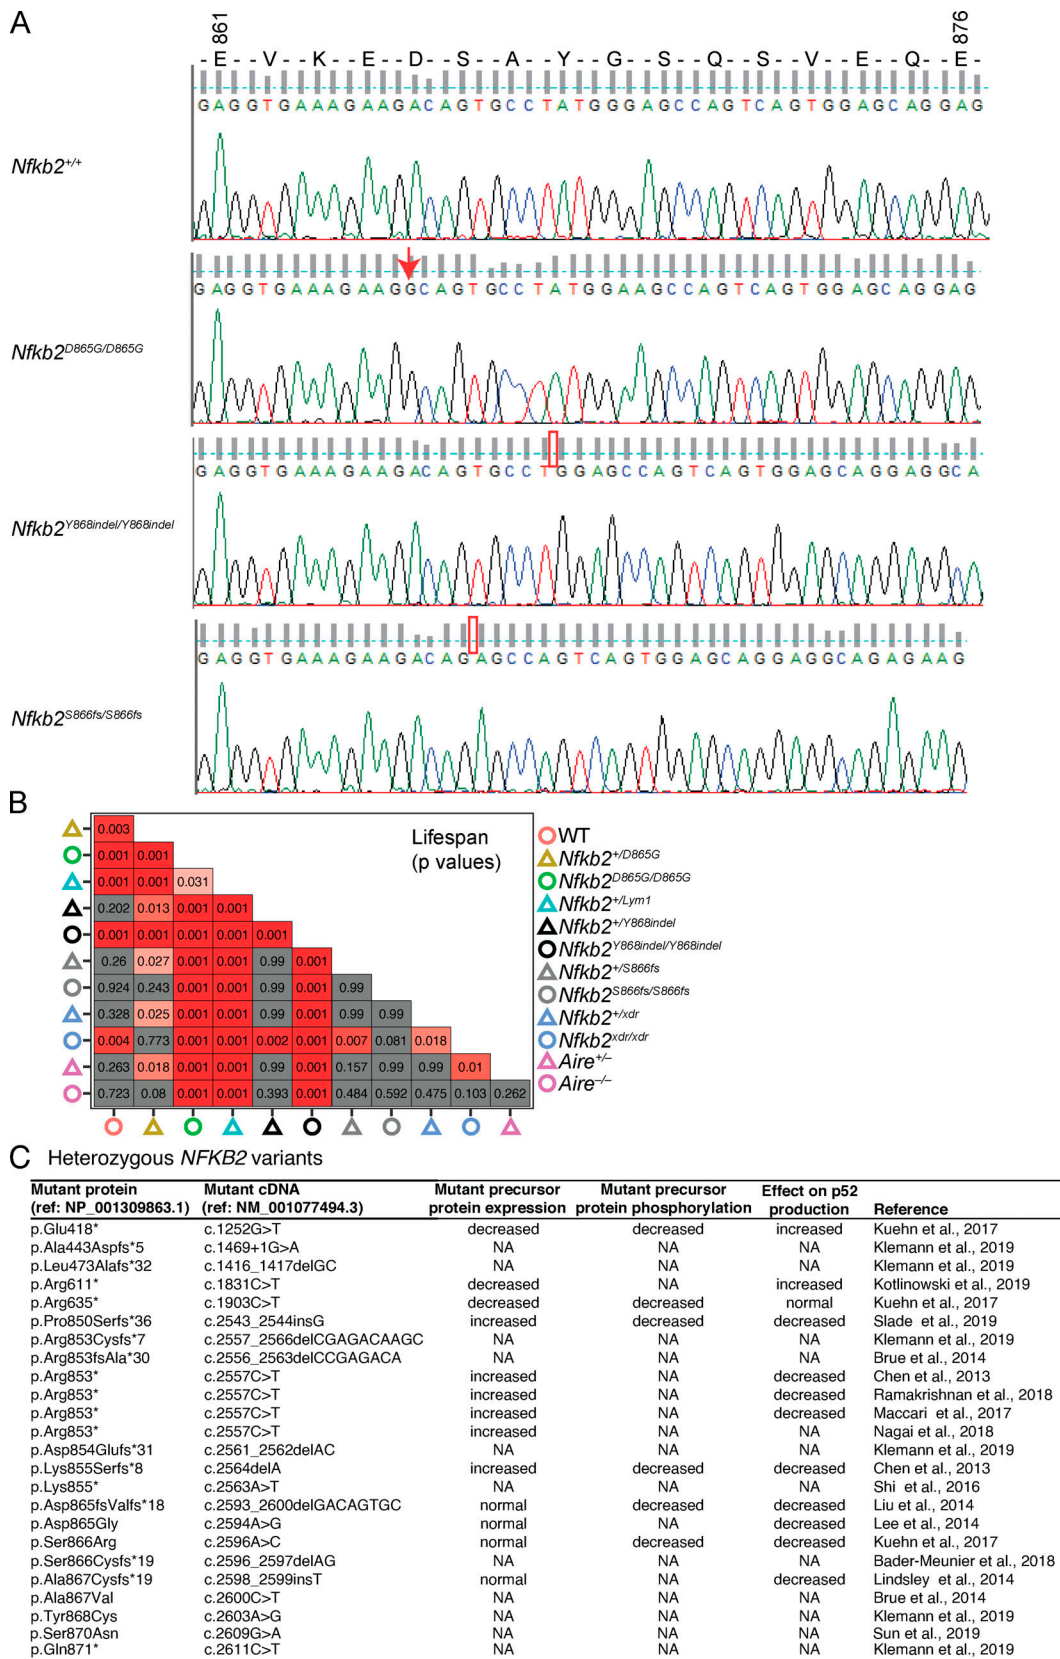 A
861 876
- E - - V - - K - - E - - D - - S - - A - - Y - - G - - S - - Q - - S - - V - - E - - Q - - E -
GAGGTGAAAGAAGACAGTGCCTATGGGAGCCAGTCAGTGGAGCAGGAG
Nfkb2+/+
GAGGTGAAAGAAGGCAGTGCCTATGGAAGCCAGTCAGTGGAGCAGGAG
Nfkb2D865G/D865G
GAGGTGAAAGAAGACAGTGCCTGGAGCCAGTCAGTGGAGCAGGAGGCA
Nfkb2Y868indel/Y868indel
GAGGTGAAAGAAGACAGAGCCAGTCAGTGGAGCAGGAGGCAGAGAAG
Nfkb2S866fs/S866fs
B
Lifespan
(p values)
0.003
0.001 0.001
0.001 0.001 0.031
0.202 0.013 0.001 0.001
0.001 0.001 0.001 0.001 0.001
0.26 0.027 0.001 0.001 0.99 0.001
0.924 0.243 0.001 0.001 0.99 0.001 0.99
0.328 0.025 0.001 0.001 0.99 0.001 0.99 0.99
0.004 0.773 0.001 0.001 0.002 0.001 0.007 0.081 0.018
0.263 0.018 0.001 0.001 0.99 0.001 0.157 0.99 0.99 0.01
0.723 0.08 0.001 0.001 0.393 0.001 0.484 0.592 0.475 0.103 0.262
WT
Nfkb2+/D865G
Nfkb2D865G/D865G
Nfkb2+/Lym1
Nfkb2+/Y868indel
Nfkb2Y868indel/Y868indel
Nfkb2+/S866fs
Nfkb2S866fs/S866fs
Nfkb2+/xdr
Nfkb2xdr/xdr
Aire+/–
Aire–/–
C Heterozygous NFKB2 variants
Mutant protein Mutant cDNA Mutant precursor Mutant precursor Effect on p52
(ref: NP_001309863.1) (ref: NM_001077494.3) protein expression protein phosphorylation production Reference
p.Glu418* c.1252G>T decreased decreased increased Kuehn et al., 2017
p.Ala443Aspfs*5 c.1469+1G>A NA NA NA Klemann et al., 2019
p.Leu473Alafs*32 c.1416_1417delGC NA NA NA Klemann et al., 2019
p.Arg611* c.1831C>T decreased NA increased Kotlinowski et al., 2019
p.Arg635* c.1903C>T decreased decreased normal Kuehn et al., 2017
p.Pro850Serfs*36 c.2543_2544insG increased decreased decreased Slade et al., 2019
p.Arg853Cysfs*7 c.2557_2566delCGAGACAAGC NA NA NA Klemann et al., 2019
p.Arg853fsAla*30 c.2556_2563delCCGAGACA NA NA NA Brue et al., 2014
p.Arg853* c.2557C>T increased NA decreased Chen et al., 2013
p.Arg853* c.2557C>T increased NA decreased Ramakrishnan et al., 2018
p.Arg853* c.2557C>T increased NA decreased Maccari et al., 2017
p.Arg853* c.2557C>T increased NA NA Nagai et al., 2018
p.Asp854Glufs*31 c.2561_2562delAC NA NA NA Klemann et al., 2019
p.Lys855Serfs*8 c.2564delA increased decreased decreased Chen et al., 2013
p.Lys855* c.2563A>T NA NA NA Shi et al., 2016
p.Asp865fsValfs*18 c.2593_2600delGACAGTGC normal decreased decreased Liu et al., 2014
p.Asp865Gly c.2594A>G normal NA decreased Lee et al., 2014
p.Ser866Arg c.2596A>C normal decreased decreased Kuehn et al., 2017
p.Ser866Cysfs*19 c.2596_2597delAG NA NA NA Bader-Meunier et al., 2018
p.Ala867Cysfs*19 c.2598_2599insT normal NA decreased Lindsley et al., 2014
p.Ala867Val c.2600C>T NA NA NA Brue et al., 2014
p.Tyr868Cys c.2603A>G NA NA NA Klemann et al., 2019
p.Ser870Asn c.2609G>A NA NA NA Sun et al., 2019
p.Gln871* c.2611C>T NA NA NA Klemann et al., 2019